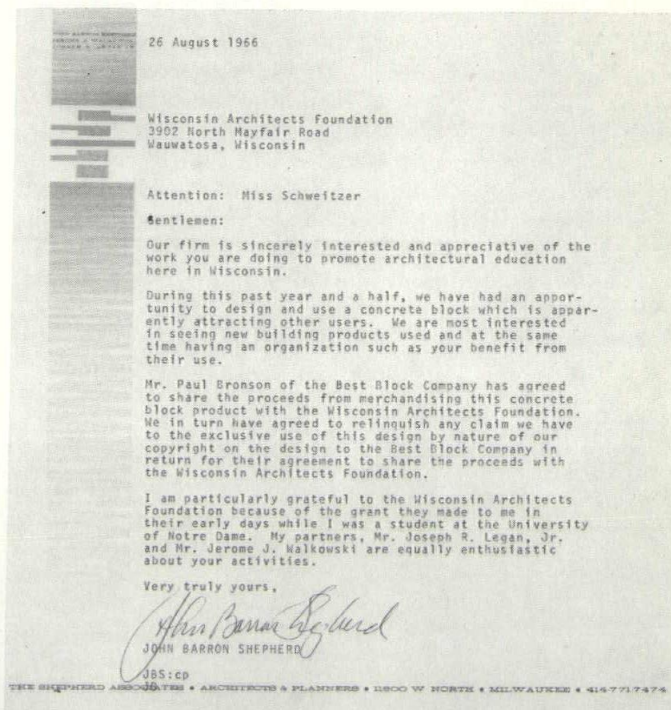 26 August 1966
Wisconsin Architects Foundation
3902 North Mayfair Road
Wauwatosa, Wisconsin
Attention: Miss Schweitzer
Gentlemen:
Our firm is sincerely interested and appreciative of the
work you are doing to promote architectural education
here in Wisconsin.
During this past year and a half, we have had an appor-
tunity to design and use a concrete block which is appar-
ently attracting other users. We are most interested
in seeing new building products used and at the same
time having an organization such as your benefit from
their use.
Mr. Paul Bronson of the Best Block Company has agreed
to share the proceeds from merchandising this concrete
block product with the Wisconsin Architects Foundation.
We in turn have agreed to relinquish any claim we have
to the exclusive use of this design by nature of our
copyright on the design to the Best Block Company in
return for their agreement to share the proceeds with
the Wisconsin Architects Foundation.
I am particularly grateful to the Wisconsin Architects
Foundation because of the grant they made to me in
their early days while I was a student at the University
of Notre Dame. My partners, Mr. Joseph R. Legan, Jr.
and Mr. Jerome J. Walkowski are equally enthusiastic
about your activities.
Very truly yours,
John Barron Shepherd
JOHN BARRON SHEPHERD
JBS:cp
THE SHEPHERD ASSOCIATES • ARCHITECTS & PLANNERS • 11800 W NORTH • MILWAUKEE • 414-771-7474